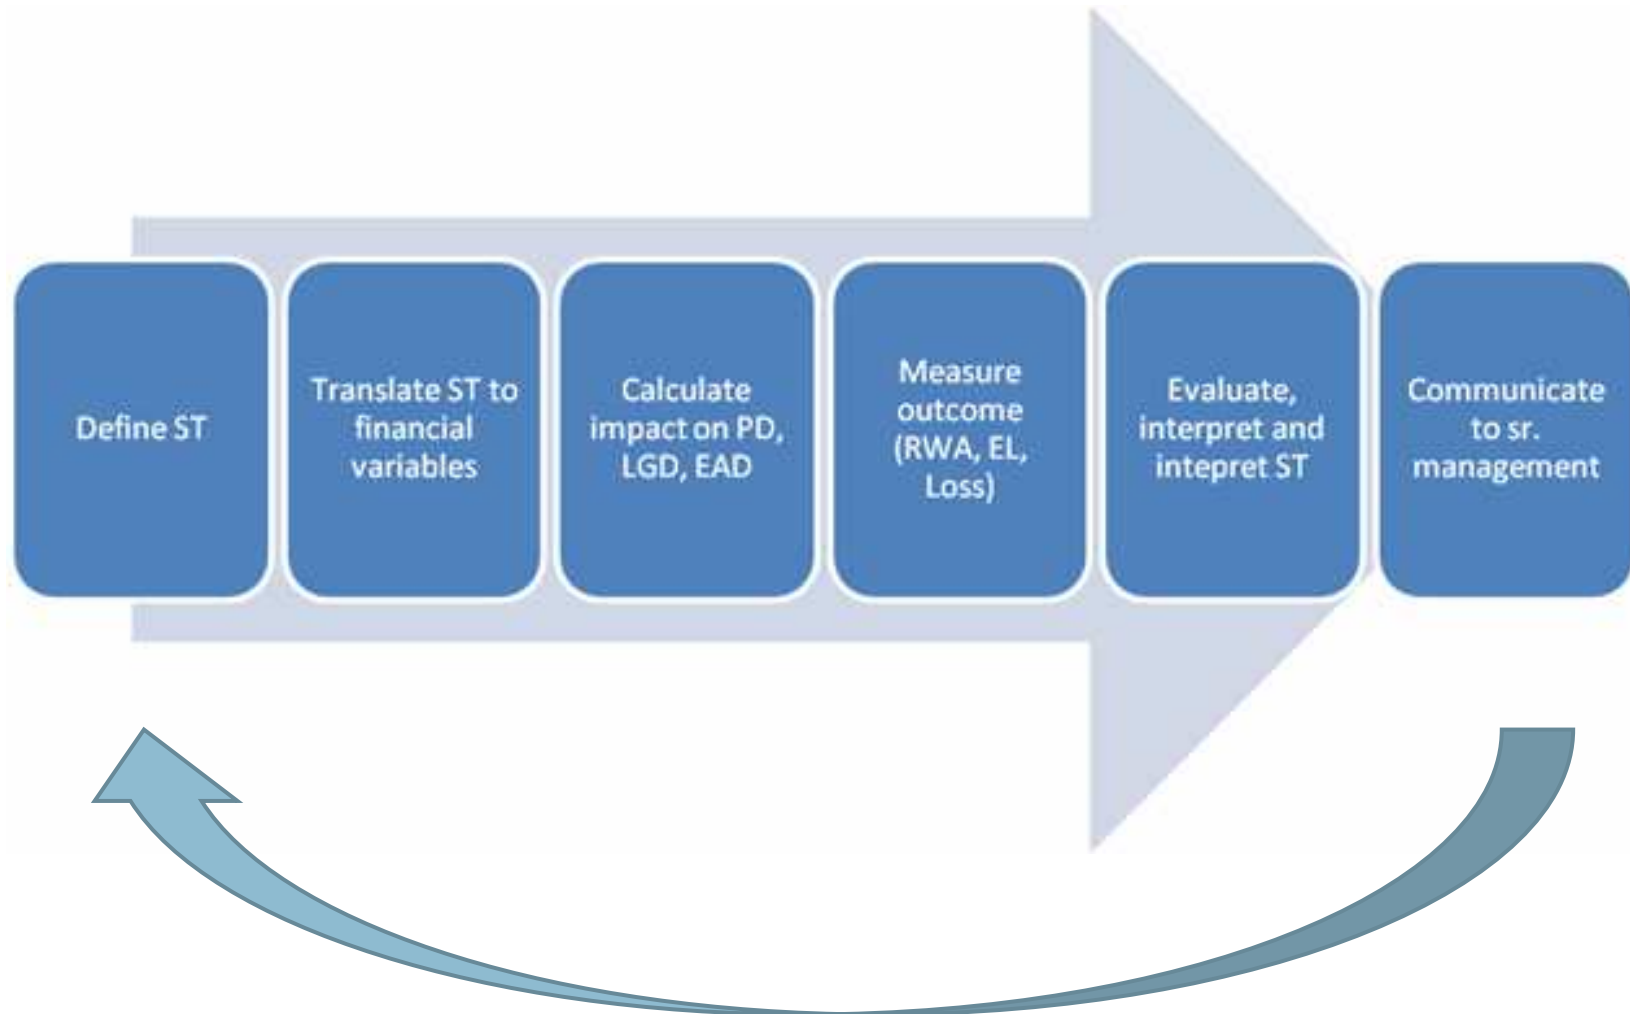 Define ST
Translate ST to
financial
variables
Calculate
impact on PD,
LGD, EAD
Measure
outcome
(RWA, EL,
Loss)
Evaluate,
interpret and
intepret ST
Communicate
to sr.
management